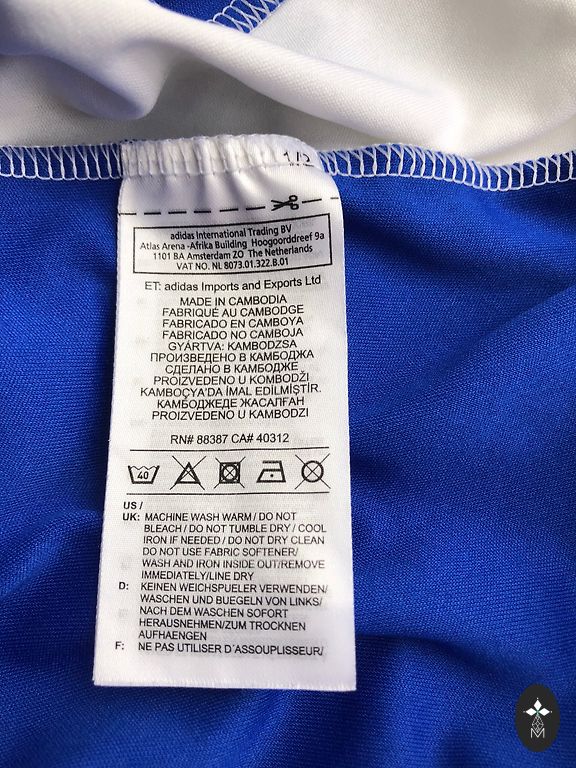 1/5
adidas International Trading BV
Atlas Arena -Afrika Building Hoogoorddreef 9a
1101 BA Amsterdam ZO The Netherlands
VAT NO. NL 8073.01.322.B.01
ET: adidas Imports and Exports Ltd
MADE IN CAMBODIA
FABRIQUÉ AU CAMBODGE
FABRICADO EN CAMBOYA
FABRICADO NO CAMBOJA
GYÁRTVA: KAMBODZSA
ПРОИЗВЕДЕНО В КАМБОДЖА
СДЕЛАНО В КАМБОДЖЕ
PROIZVEDENO U KOMBODŽI
KAMBOÇYA'DA İMAL EDİLMİŞTİR.
КАМБОДЖЕДЕ ЖАСАЛҒАН
PROIZVEDENO U KAMBODZI
RN# 88387 CA# 40312
40
US /
UK: MACHINE WASH WARM / DO NOT
BLEACH / DO NOT TUMBLE DRY / COOL
IRON IF NEEDED / DO NOT DRY CLEAN
DO NOT USE FABRIC SOFTENER/
WASH AND IRON INSIDE OUT/REMOVE
IMMEDIATELY/LINE DRY
D: KEINEN WEICHSPUELER VERWENDEN/
WASCHEN UND BUEGELN VON LINKS/
NACH DEM WASCHEN SOFORT
HERAUSNEHMEN/ZUM TROCKNEN
AUFHAENGEN
F: NE PAS UTILISER D'ASSOUPLISEUR/
M